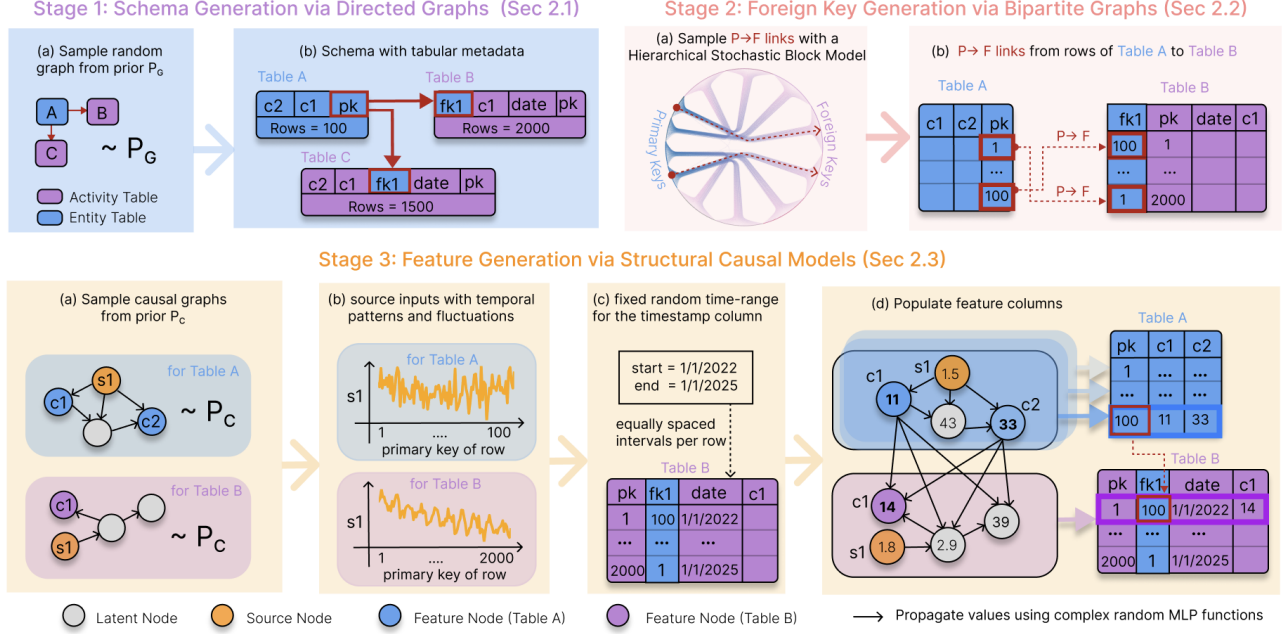 Stage 1: Schema Generation via Directed Graphs (Sec 2.1)
(a) Sample random
graph from prior P_G
A
B
C
~ P_G
Activity Table
Entity Table
(b) Schema with tabular metadata
Table A
c2 c1 pk
Rows = 100
Table B
fk1 c1 date pk
Rows = 2000
Table C
c2 c1 fk1 date pk
Rows = 1500
Stage 2: Foreign Key Generation via Bipartite Graphs (Sec 2.2)
(a) Sample P→F links with a
Hierarchical Stochastic Block Model
Primary Keys
Foreign Keys
(b) P→ F links from rows of Table A to Table B
Table A
c1 c2 pk
1
...
100
P→ F
P→ F
Table B
fk1 pk date c1
100 1
... ...
1 2000
Stage 3: Feature Generation via Structural Causal Models (Sec 2.3)
(a) Sample causal graphs
from prior P_C
for Table A
s1
c1
c2
~ P_C
for Table B
c1
s1
~ P_C
(b) source inputs with temporal
patterns and fluctuations
for Table A
s1
1 .... 100
primary key of row
for Table B
s1
1 .... 2000
primary key of row
(c) fixed random time-range
for the timestamp column
start = 1/1/2022
end = 1/1/2025
equally spaced
intervals per row
Table B
pk fk1 date c1
1 100 1/1/2022
... ... ...
2000 1 1/1/2025
(d) Populate feature columns
s1
1.5
c1
11
43
c2
33
c1
14
39
s1
1.8
2.9
Table A
pk c1 c2
1 ... ...
... ... ...
100 11 33
Table B
pk fk1 date c1
1 100 1/1/2022 14
... ... ...
2000 1 1/1/2025
Latent Node
Source Node
Feature Node (Table A)
Feature Node (Table B)
→ Propagate values using complex random MLP functions